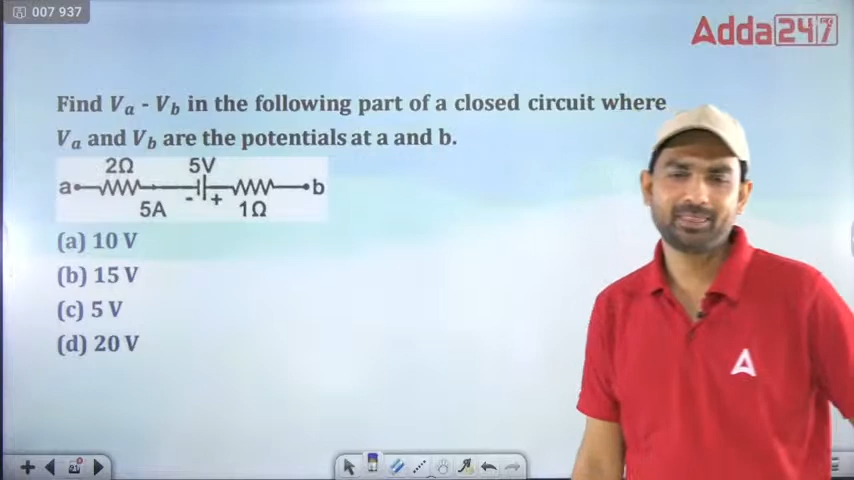 007 937
Adda247
Find Va - Vb in the following part of a closed circuit where
Va and Vb are the potentials at a and b.
2Ω 5V
a b
- +
5A 1Ω
(a) 10 V
(b) 15 V
(c) 5 V
(d) 20 V